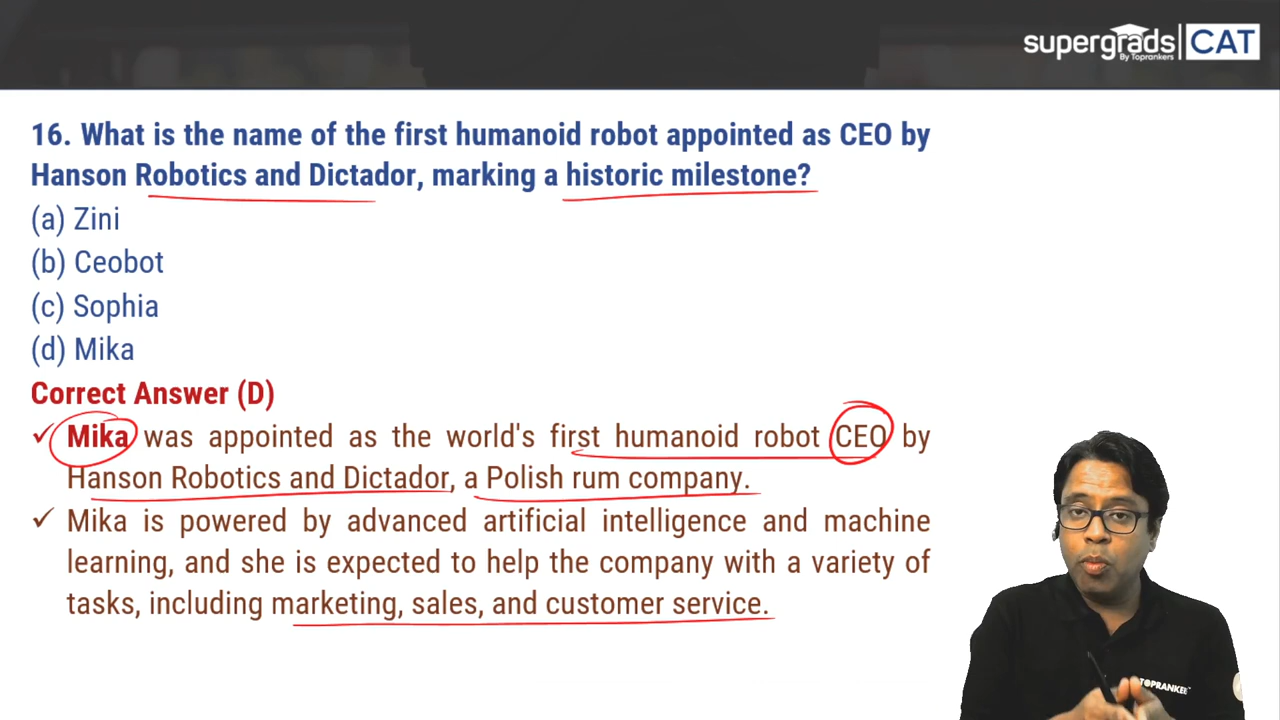 supergrads CAT
By Toprankers
16. What is the name of the first humanoid robot appointed as CEO by
Hanson Robotics and Dictador, marking a historic milestone?
(a) Zini
(b) Ceobot
(c) Sophia
(d) Mika
Correct Answer (D)
✓ Mika was appointed as the world's first humanoid robot CEO by
Hanson Robotics and Dictador, a Polish rum company.
✓ Mika is powered by advanced artificial intelligence and machine
learning, and she is expected to help the company with a variety of
tasks, including marketing, sales, and customer service.
TOPRANKEE